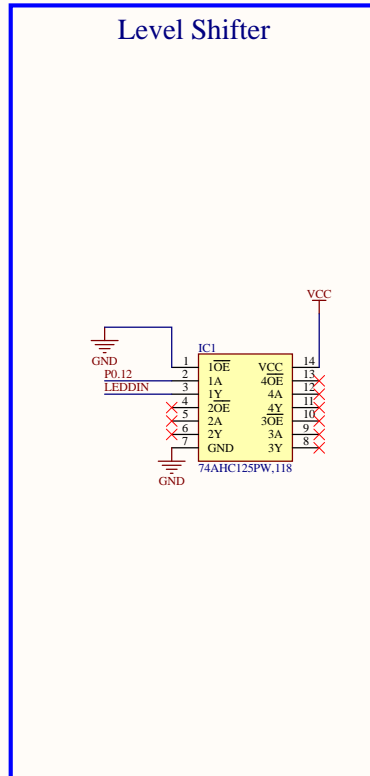 Level Shifter
VCC
IC1
GND
1 1OE VCC 14
P0.12 2 1A 4OE 13
LEDDIN 3 1Y 4A 12
4 2OE 4Y 11
5 2A 3OE 10
6 2Y 3A 9
7 GND 3Y 8
74AHC125PW,118
GND